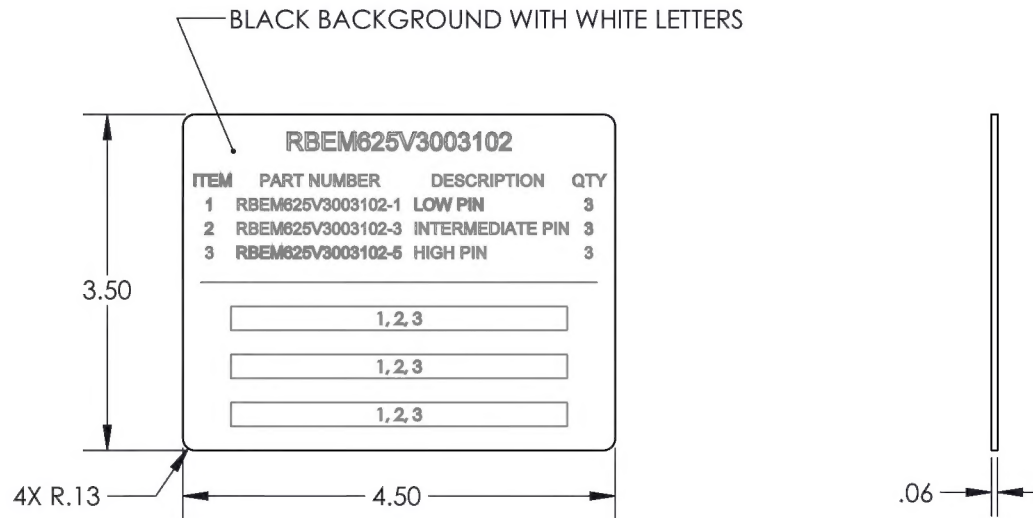 BLACK BACKGROUND WITH WHITE LETTERS
RBEM625V3003102
ITEM PART NUMBER DESCRIPTION QTY
1 RBEM625V3003102-1 LOW PIN 3
2 RBEM625V3003102-3 INTERMEDIATE PIN 3
3 RBEM625V3003102-5 HIGH PIN 3
3.50
1, 2, 3
1, 2, 3
1, 2, 3
4X R.13
4.50
.06